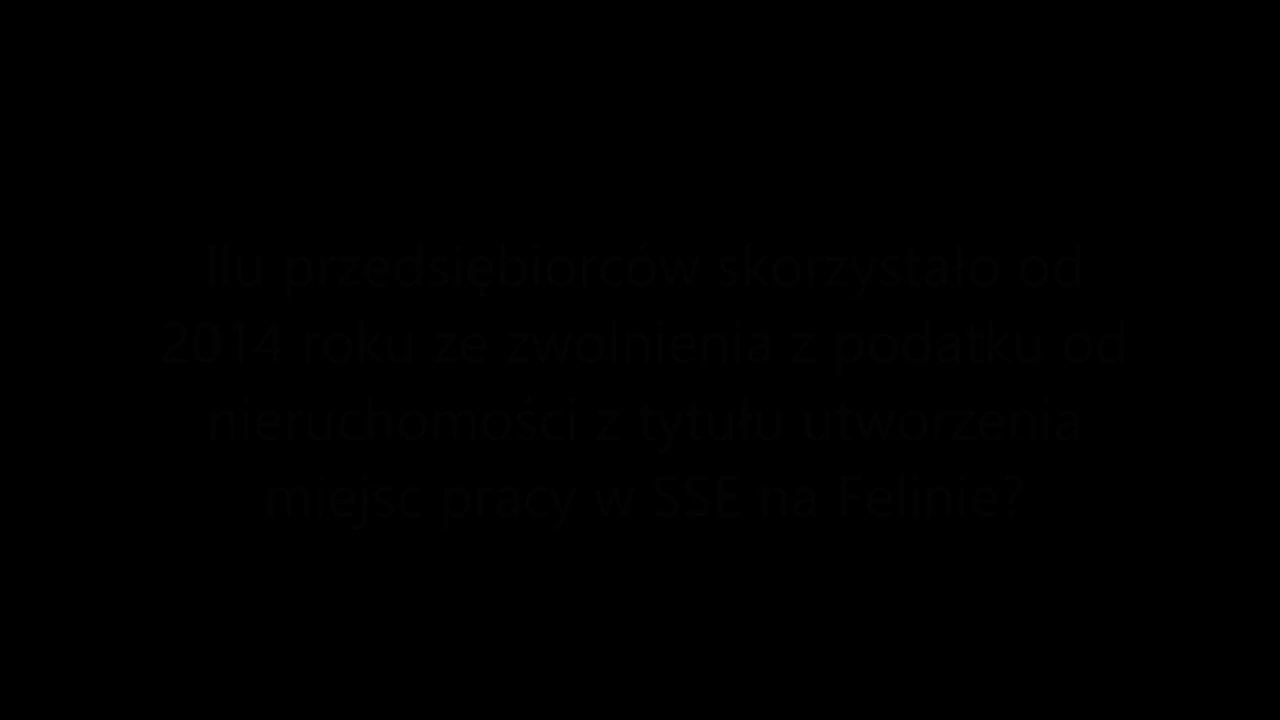 Ilu przedsiębiorców skorzystało od
2014 roku ze zwolnienia z podatku od
nieruchomości z tytułu utworzenia
miejsc pracy w SSE na Felinie?